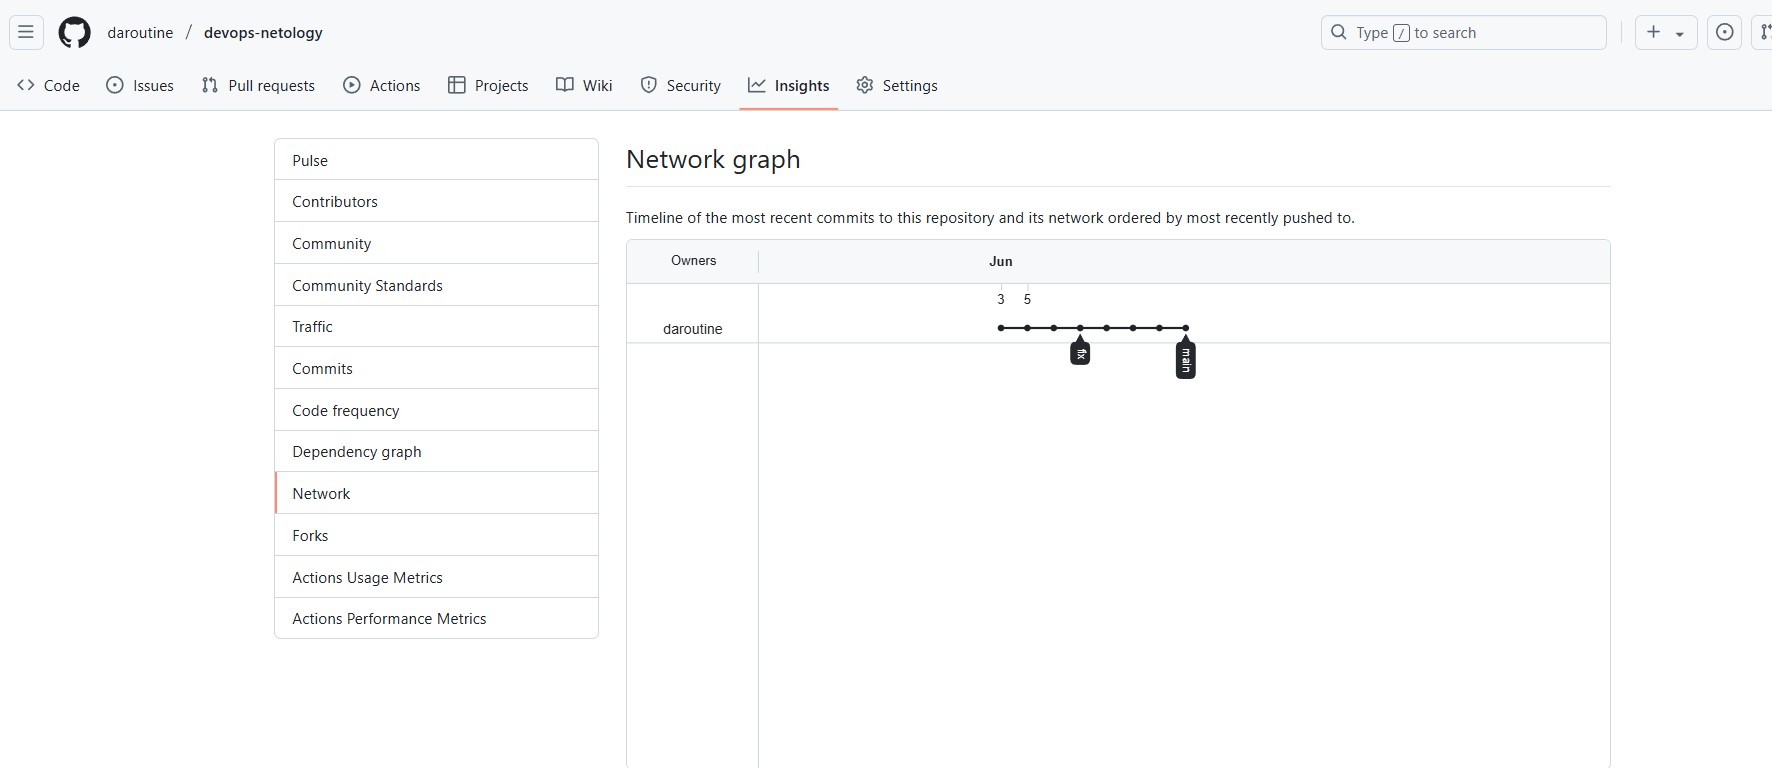 daroutine / devops-netology
Type / to search
Code Issues Pull requests Actions Projects Wiki Security Insights Settings
Pulse
Contributors
Community
Community Standards
Traffic
Commits
Code frequency
Dependency graph
Network
Forks
Actions Usage Metrics
Actions Performance Metrics
Network graph
Timeline of the most recent commits to this repository and its network ordered by most recently pushed to.
Owners Jun
3 5
daroutine
fix
main